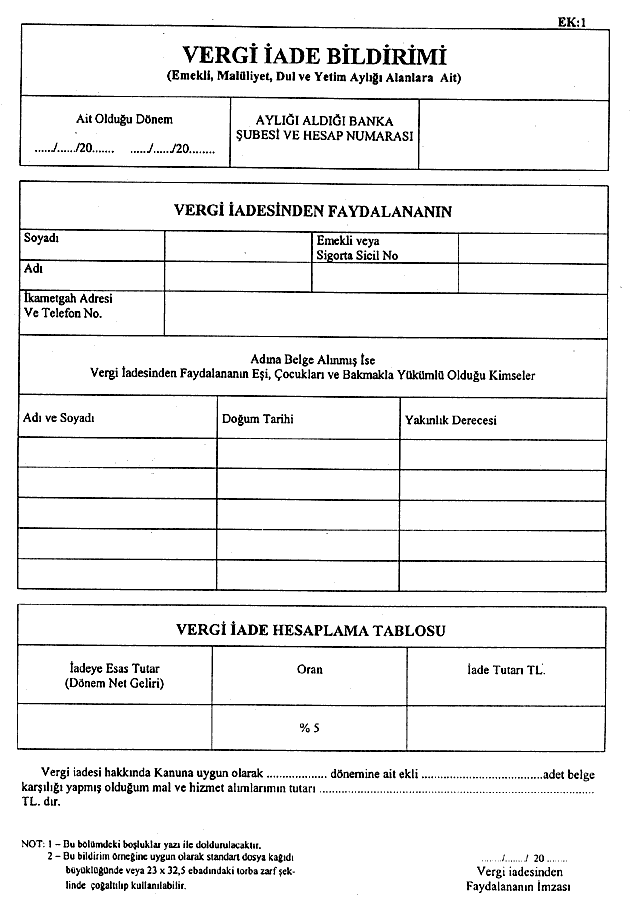 EK:1
VERGİ İADE BİLDİRİMİ
(Emekli, Malüliyet, Dul ve Yetim Aylığı Alanlara Ait)
Ait Olduğu Dönem
....../....../20....... ....../....../20........
AYLIĞI ALDIĞI BANKA
ŞUBESİ VE HESAP NUMARASI
VERGİ İADESİNDEN FAYDALANANIN
Soyadı
Emekli veya
Sigorta Sicil No
Adı
İkametgah Adresi
Ve Telefon No.
Adına Belge Alınmış İse
Vergi İadesinden Faydalananın Eşi, Çocukları ve Bakmakla Yükümlü Olduğu Kimseler
Adı ve Soyadı
Doğum Tarihi
Yakınlık Derecesi
VERGİ İADE HESAPLAMA TABLOSU
İadeye Esas Tutar
(Dönem Net Geliri)
Oran
İade Tutarı TL.
% 5
Vergi iadesi hakkında Kanuna uygun olarak ................... dönemine ait ekli ......................................adet belge
karşılığı yapmış olduğum mal ve hizmet alımlarımın tutarı ......................................................................................
TL. dır.
NOT: 1 – Bu bölümdeki boşluklar yazı ile doldurulacaktır.
2 – Bu bildirim örneğine uygun olarak standart dosya kağıdı
büyüklüğünde veya 23 x 32,5 ebadındaki torba zarf şek-
linde çoğaltılıp kullanılabilir.
......./......./ 20 .......
Vergi iadesinden
Faydalananın İmzası